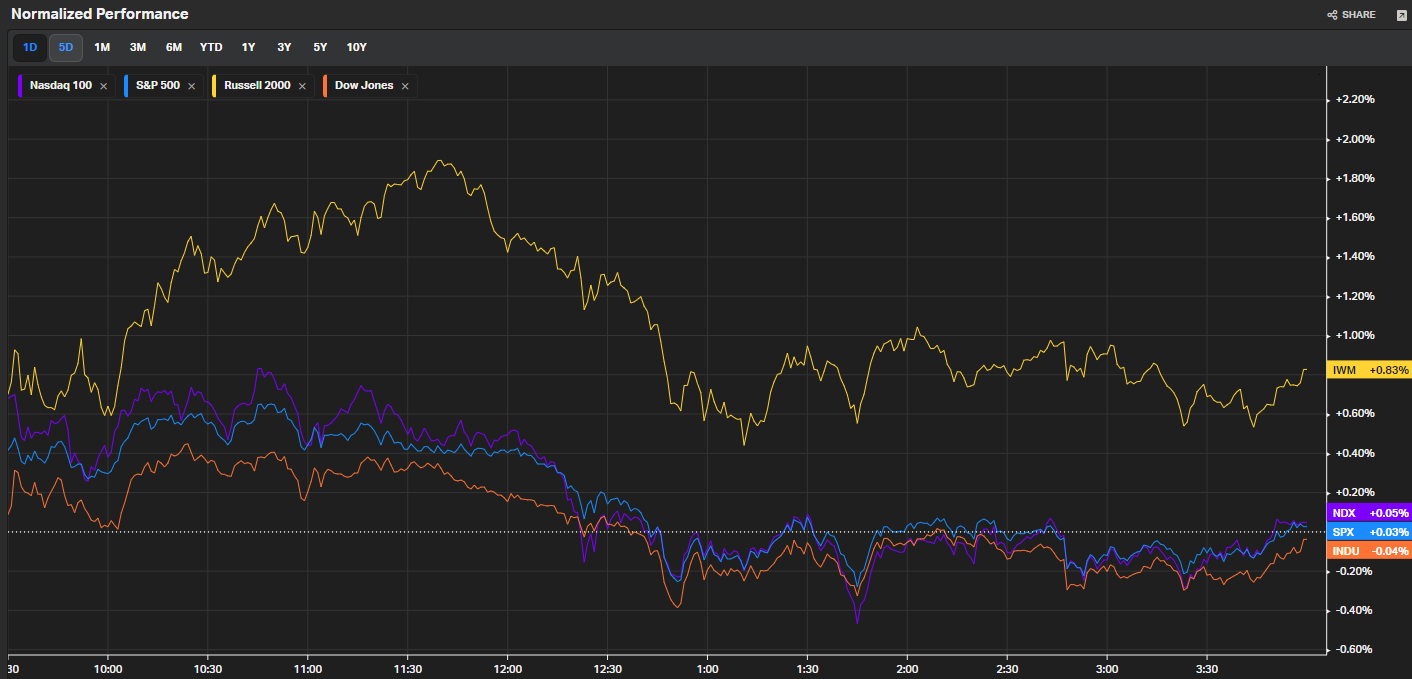 Normalized Performance
SHARE
1D 5D 1M 3M 6M YTD 1Y 3Y 5Y 10Y
Nasdaq 100 × S&P 500 × Russell 2000 × Dow Jones ×
+2.20%
+2.00%
+1.80%
+1.60%
+1.40%
+1.20%
+1.00%
IWM +0.83%
+0.60%
+0.40%
+0.20%
NDX +0.05%
SPX +0.03%
INDU -0.04%
-0.20%
-0.40%
-0.60%
30 10:00 10:30 11:00 11:30 12:00 12:30 1:00 1:30 2:00 2:30 3:00 3:30